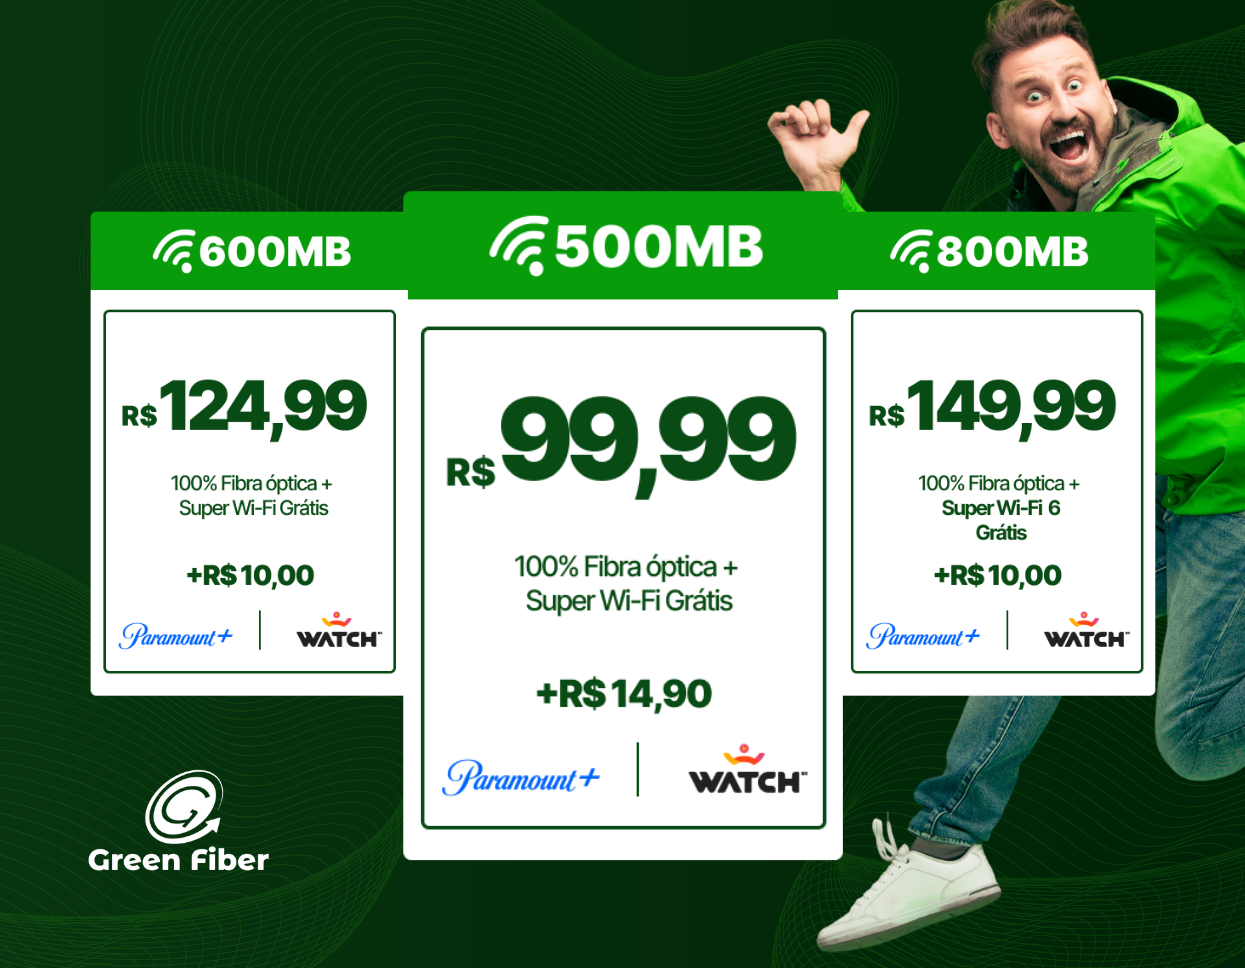 600MB
R$124,99
100% Fibra óptica +
Super Wi-Fi Grátis
+R$10,00
Paramount+
WATCH
500MB
R$99,99
100% Fibra óptica +
Super Wi-Fi Grátis
+R$14,90
Paramount+
WATCH
800MB
R$149,99
100% Fibra óptica +
Super Wi-Fi 6
Grátis
+R$10,00
Paramount+
WATCH
Green Fiber